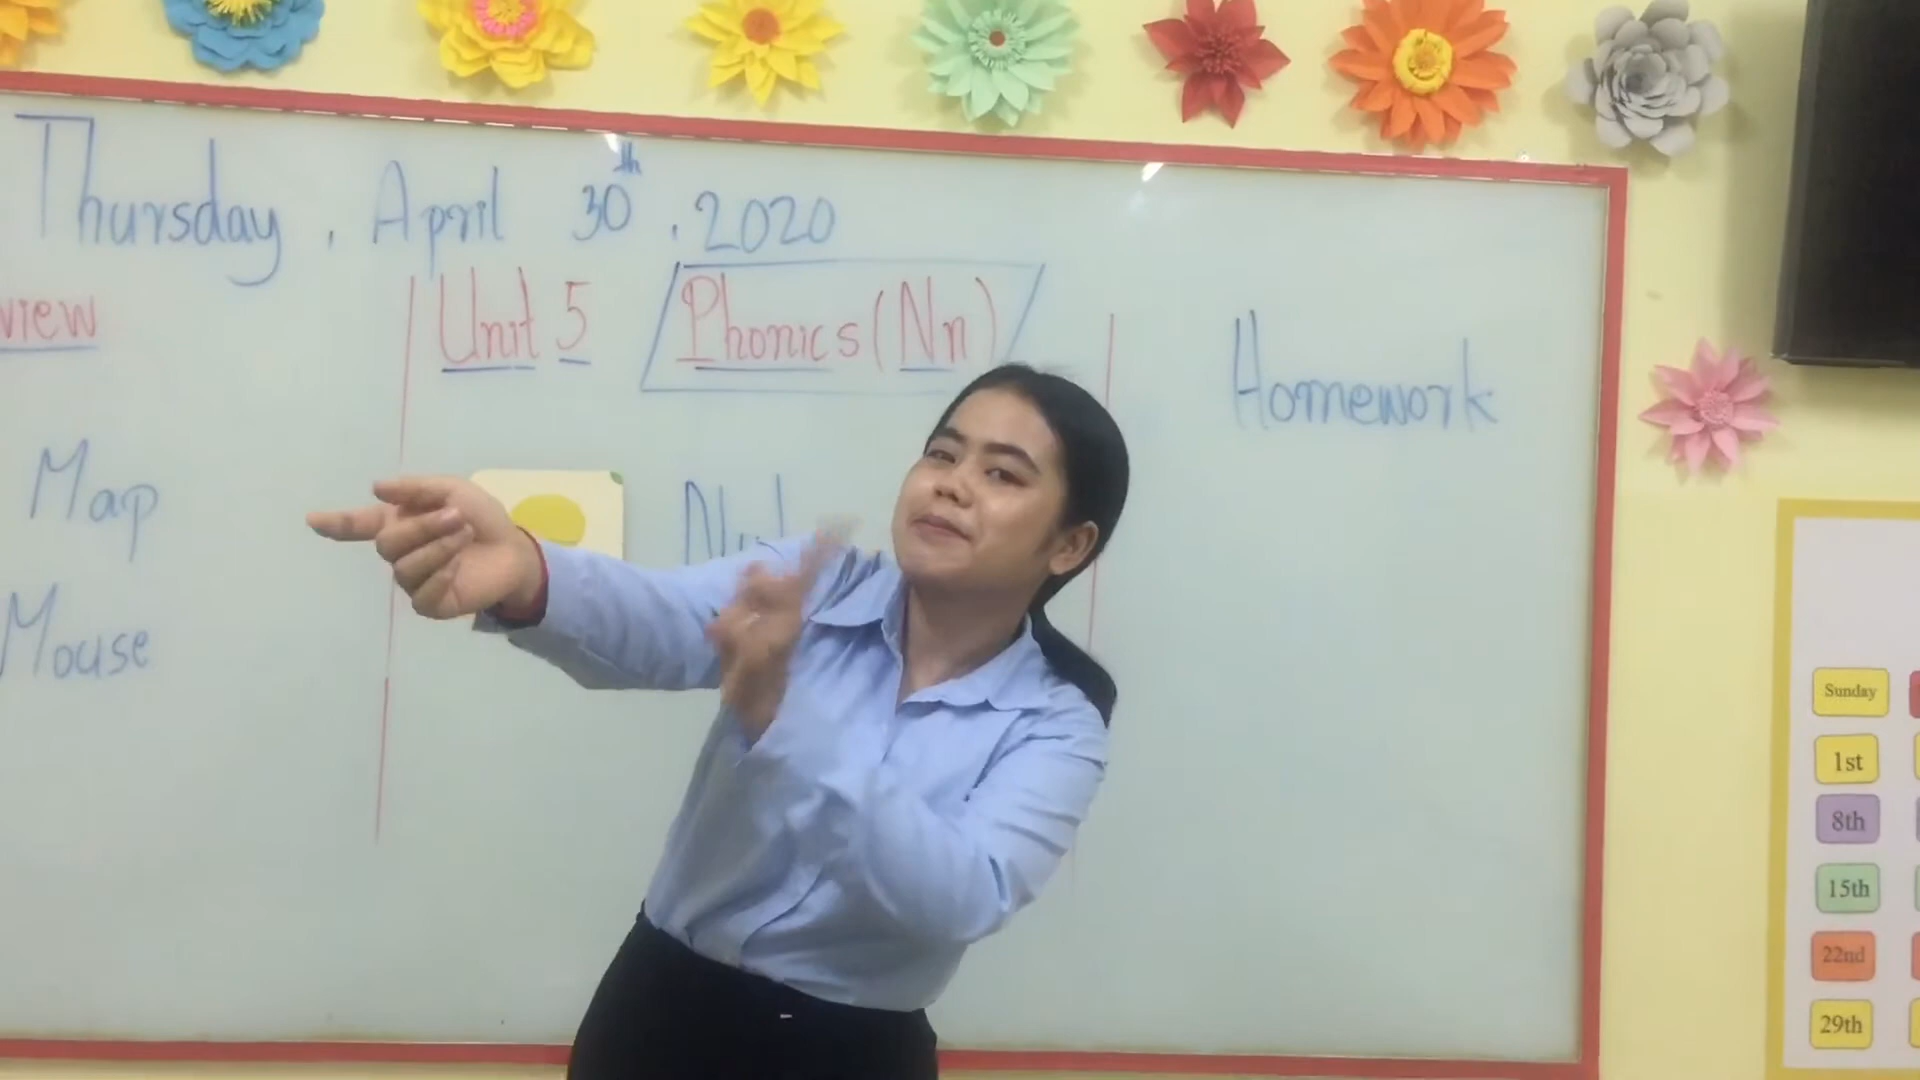 Thursday, April 30th, 2020
view
Unit 5
Phonics (Nn)
Homework
Map
Mouse
Sunday
1st
8th
15th
22nd
29th